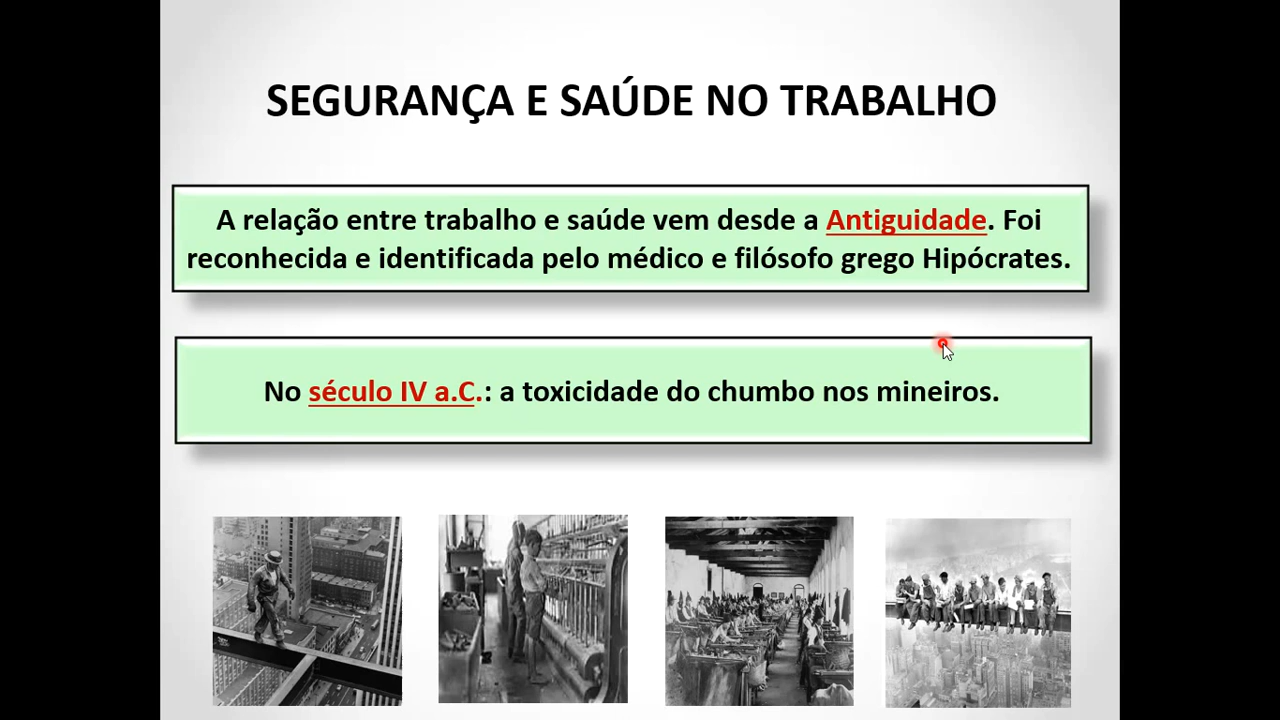 SEGURANÇA E SAÚDE NO TRABALHO
A relação entre trabalho e saúde vem desde a Antiguidade. Foi
reconhecida e identificada pelo médico e filósofo grego Hipócrates.
No século IV a.C.: a toxicidade do chumbo nos mineiros.